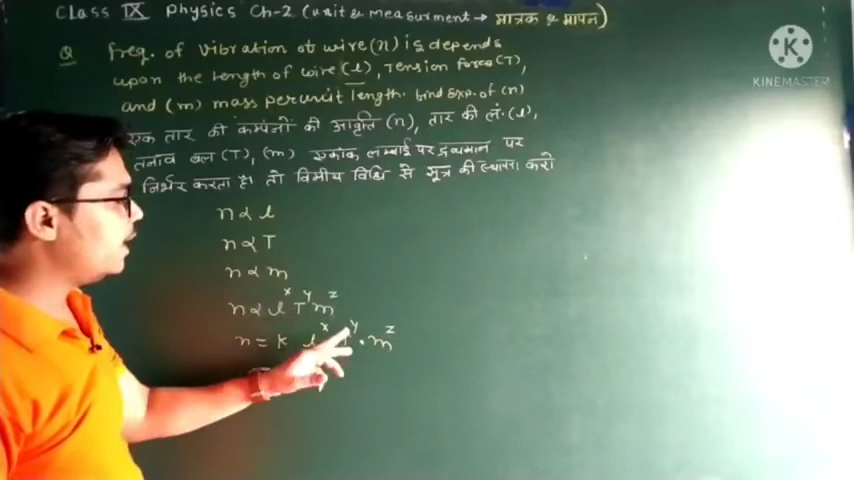 Class IX Physics Ch-2 (unit & measurment → मात्रक & मापन)
Q freq. of vibration of wire (n) is depends
upon the length of wire (l), Tension force (T),
and (m) mass per unit length. find exp. of (n)
एक तार की कम्पनों की आवृत्ति (n), तार की लं. (l),
तनाव बल (T), (m) एकांक लम्बाई पर द्रव्यमान पर
निर्भर करता है। तो विमीय विधि से सूत्र की स्थापना करो
n ∝ l
n ∝ T
n ∝ m
n ∝ l^x T^y m^z
n = K l^x T^y . m^z
K
KINEMASTER